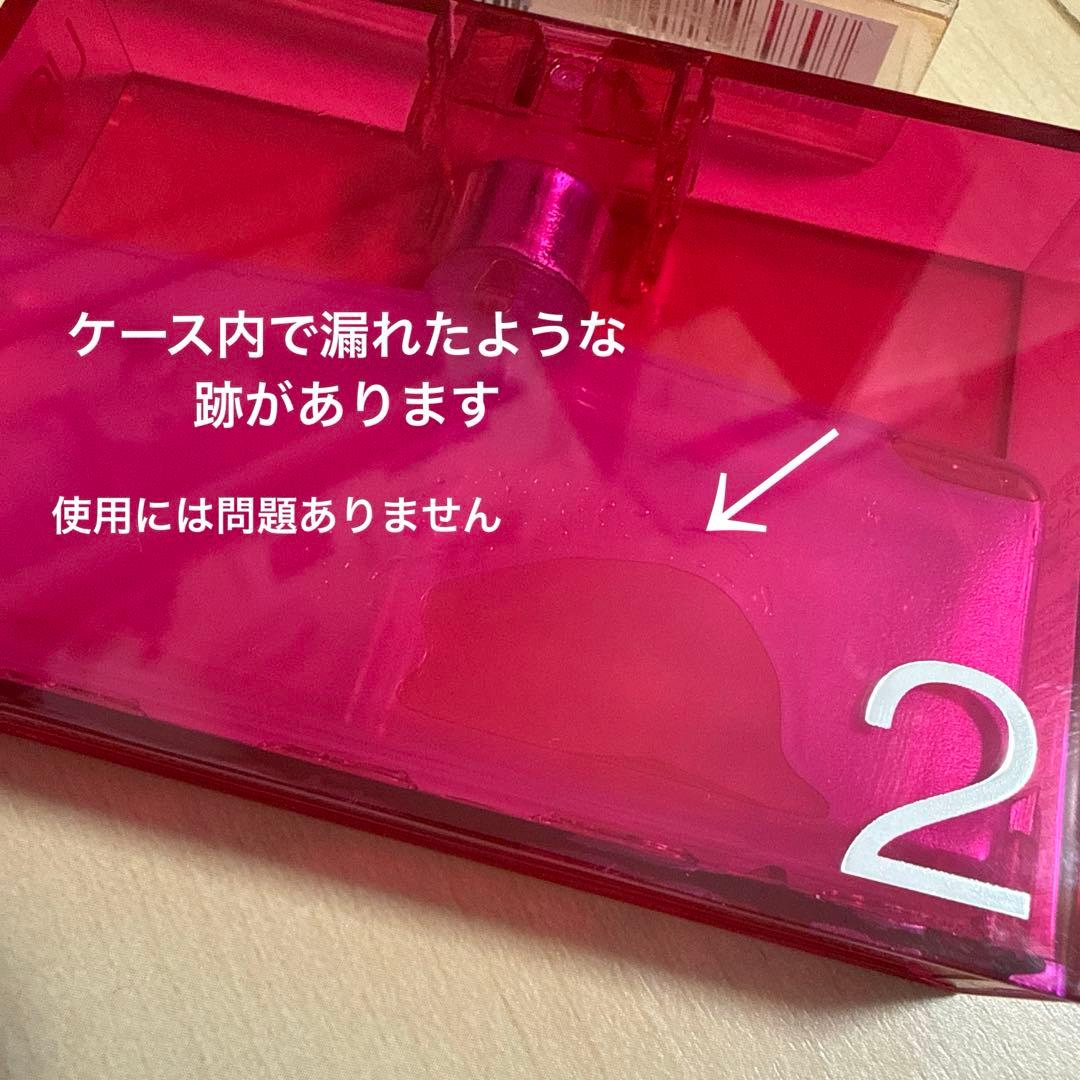 ケース内で漏れたような
跡があります
使用には問題ありません
2